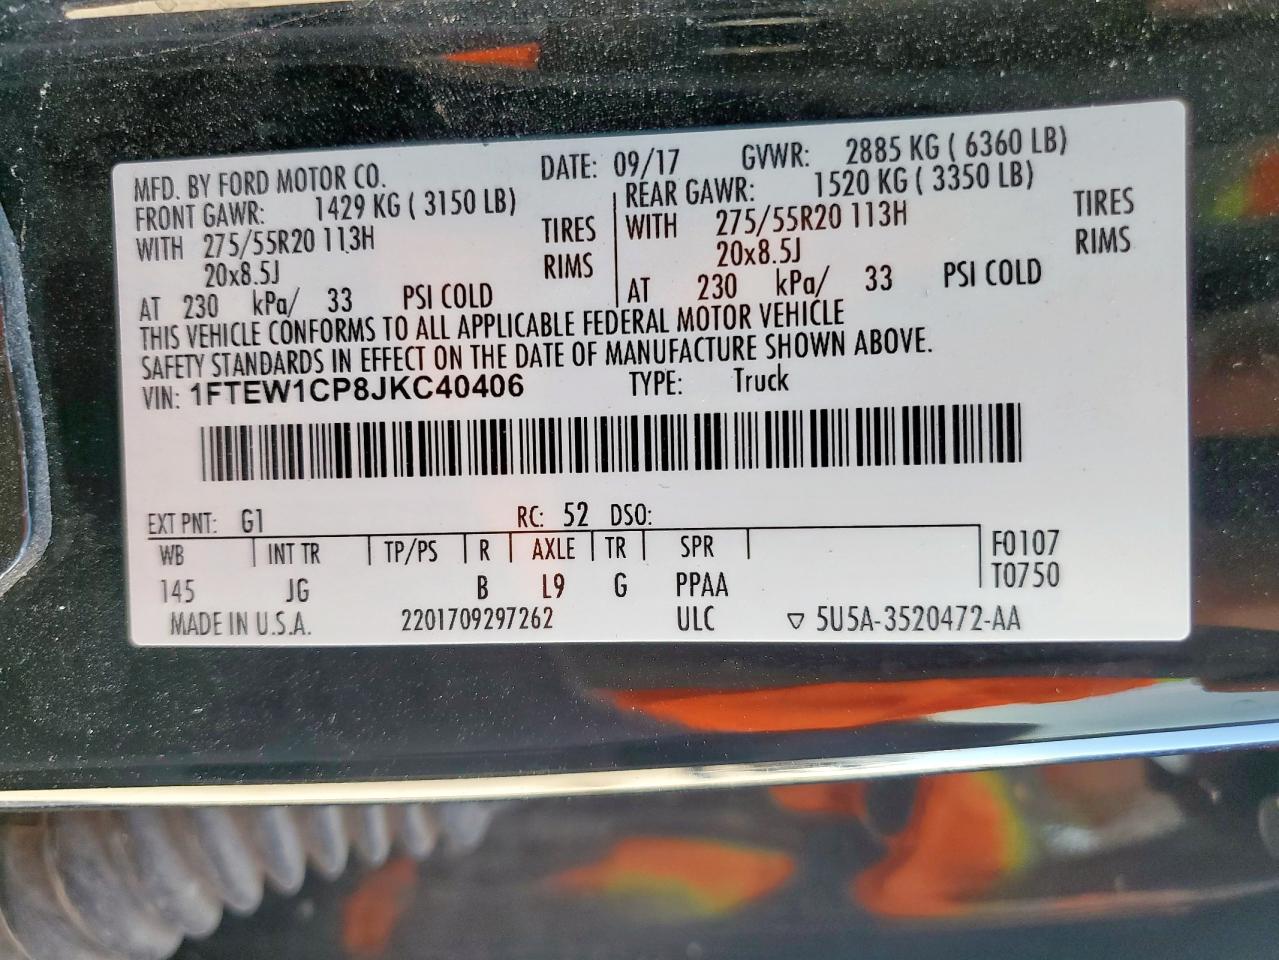 MFD. BY FORD MOTOR CO. DATE: 09/17 GVWR: 2885 KG ( 6360 LB)
FRONT GAWR: 1429 KG ( 3150 LB) REAR GAWR: 1520 KG ( 3350 LB)
WITH 275/55R20 113H TIRES WITH 275/55R20 113H TIRES
20x8.5J RIMS 20x8.5J RIMS
AT 230 kPa/ 33 PSI COLD AT 230 kPa/ 33 PSI COLD
THIS VEHICLE CONFORMS TO ALL APPLICABLE FEDERAL MOTOR VEHICLE
SAFETY STANDARDS IN EFFECT ON THE DATE OF MANUFACTURE SHOWN ABOVE.
VIN: 1FTEW1CP8JKC40406 TYPE: Truck
EXT PNT: G1 RC: 52 DSO:
WB INT TR TP/PS R AXLE TR SPR F0107
145 JG B L9 G PPAA T0750
MADE IN U.S.A. 2201709297262 ULC ▽ 5U5A-3520472-AA